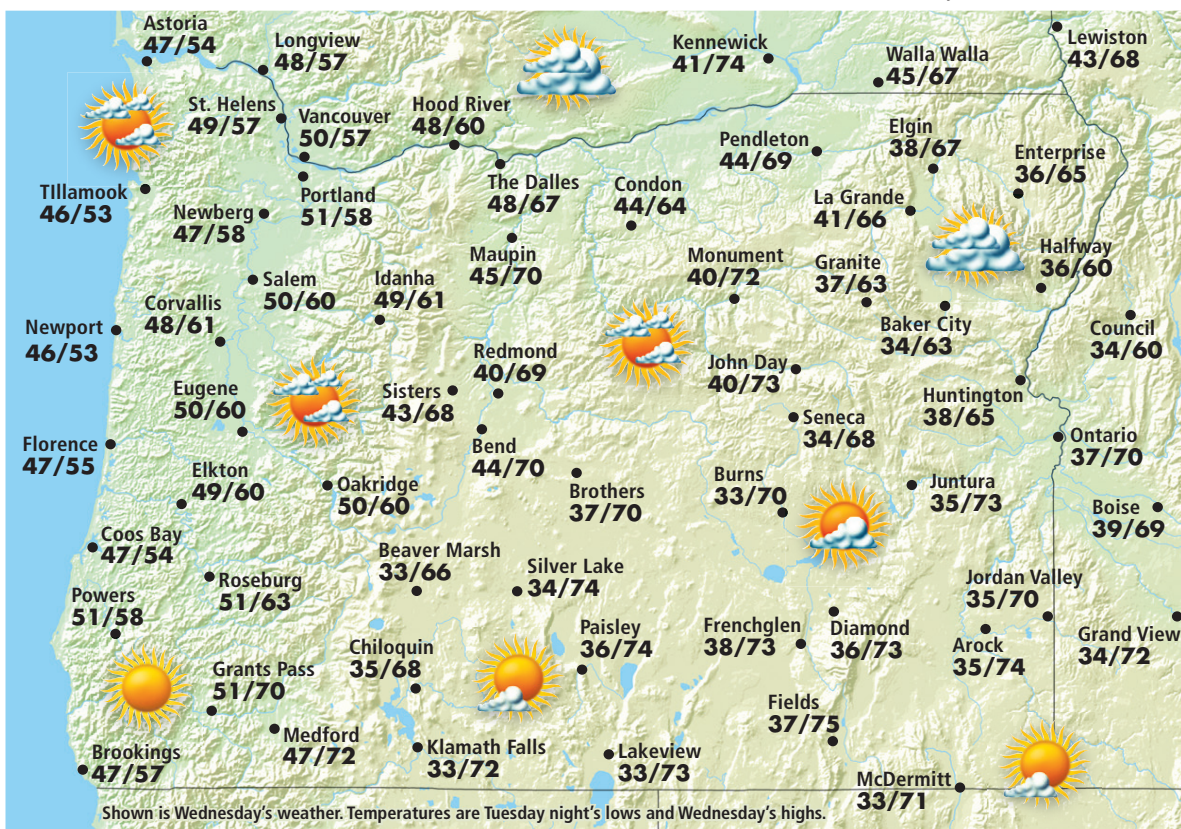 Astoria
47/54
Longview
48/57
Kennewick
41/74
Walla Walla
45/67
Lewiston
43/68
St. Helens
49/57
Vancouver
50/57
Hood River
48/60
Pendleton
44/69
Elgin
38/67
Enterprise
36/65
TIllamook
46/53
Newberg
47/58
Portland
51/58
The Dalles
48/67
Condon
44/64
La Grande
41/66
Maupin
45/70
Monument
40/72
Granite
37/63
Halfway
36/60
Salem
50/60
Idanha
49/61
Corvallis
48/61
Newport
46/53
Baker City
34/63
Council
34/60
Redmond
40/69
John Day
40/73
Eugene
50/60
Sisters
43/68
Huntington
38/65
Seneca
34/68
Florence
47/55
Bend
44/70
Ontario
37/70
Elkton
49/60
Oakridge
50/60
Brothers
37/70
Burns
33/70
Juntura
35/73
Boise
39/69
Coos Bay
47/54
Beaver Marsh
33/66
Silver Lake
34/74
Roseburg
51/63
Jordan Valley
35/70
Powers
51/58
Paisley
36/74
Frenchglen
38/73
Diamond
36/73
Arock
35/74
Grand View
34/72
Chiloquin
35/68
Grants Pass
51/70
Fields
37/75
Medford
47/72
Klamath Falls
33/72
Lakeview
33/73
Brookings
47/57
McDermitt
33/71
Shown is Wednesday's weather. Temperatures are Tuesday night's lows and Wednesday's highs.